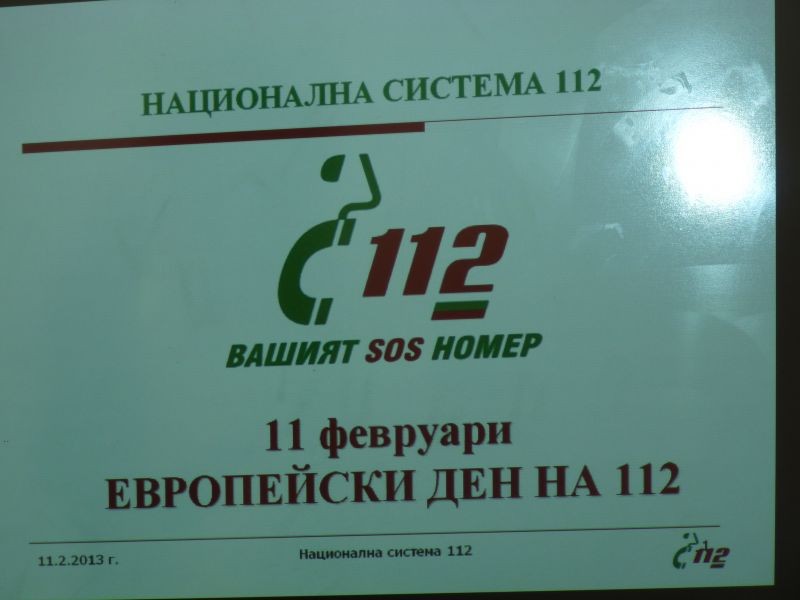 НАЦИОНАЛНА СИСТЕМА 112
112
ВАШИЯТ SOS НОМЕР
11 февруари
ЕВРОПЕЙСКИ ДЕН НА 112
11.2.2013 г.
Национална система 112
112